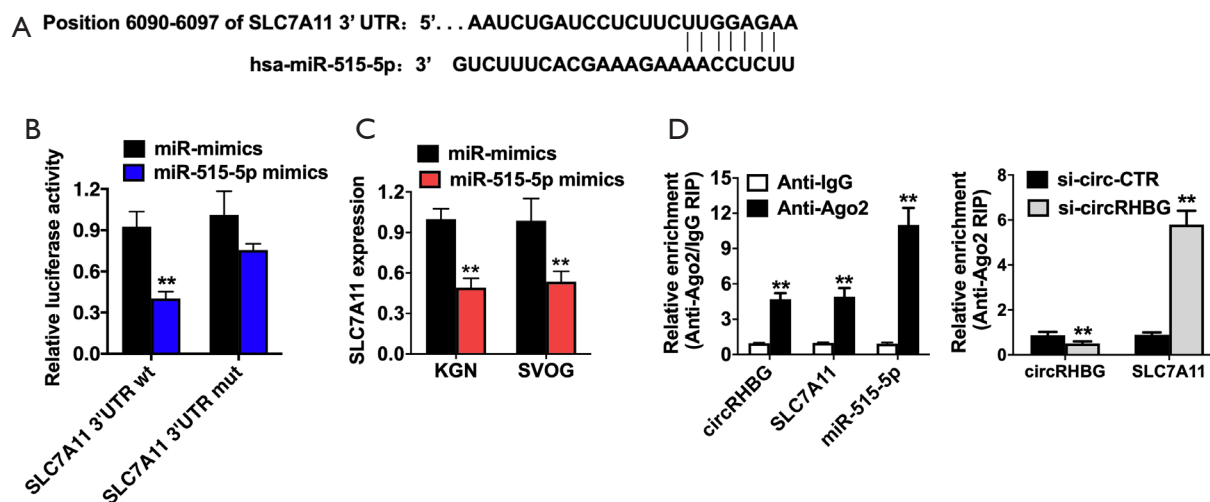 A
Position 6090-6097 of SLC7A11 3' UTR: 5'... AAUCUGAUCCUCUUCUUGGAGAA
hsa-miR-515-5p: 3' GUCUUUCACGAAAGAAAACCUCUU
B
miR-mimics
miR-515-5p mimics
Relative luciferase activity
1.2
0.9
0.6
0.3
0.0
**
SLC7A11 3'UTR wt
SLC7A11 3'UTR mut
C
miR-mimics
miR-515-5p mimics
SLC7A11 expression
1.2
0.9
0.6
0.3
0.0
**
**
KGN
SVOG
D
Anti-IgG
Anti-Ago2
Relative enrichment
(Anti-Ago2/IgG RIP)
15
12
9
6
3
0
**
**
**
circRHBG
SLC7A11
miR-515-5p
si-circ-CTR
si-circRHBG
Relative enrichment
(Anti-Ago2 RIP)
8
6
4
2
0
**
**
circRHBG
SLC7A11